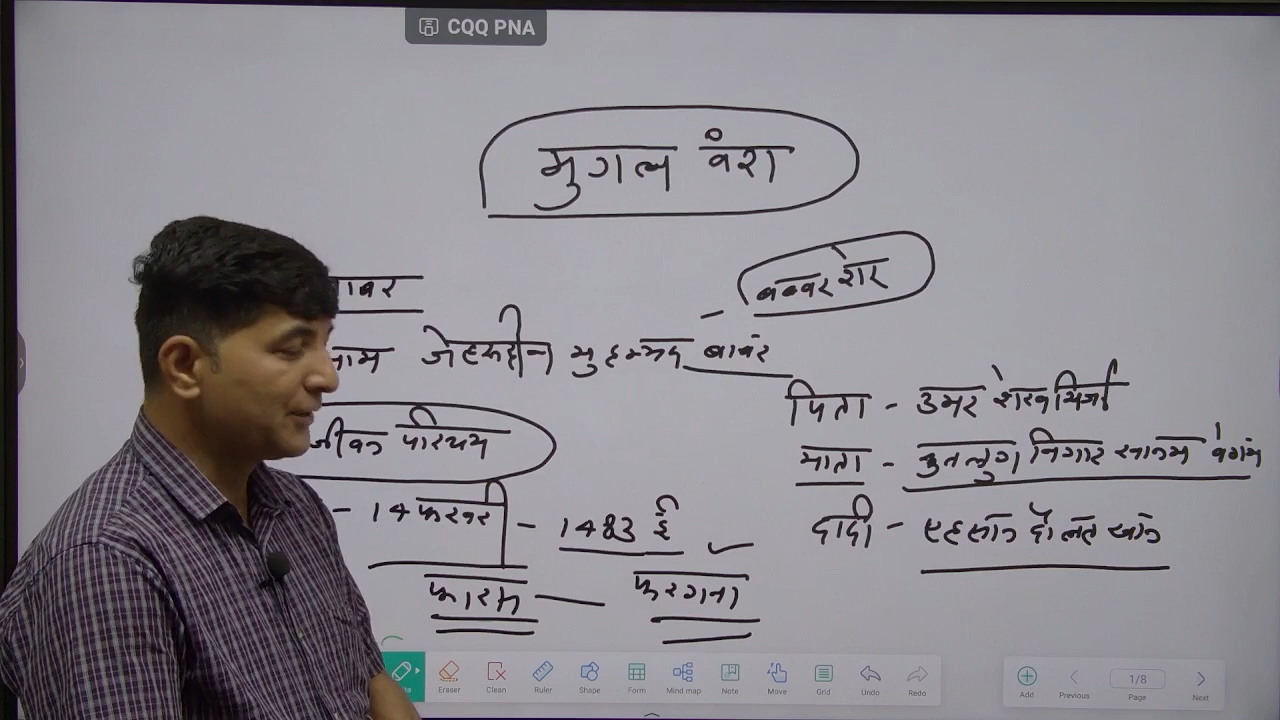 CQQ PNA
मुगल वंश
बब्बर शेर
ाबर
नाम जेहरुद्दीन मुहम्मद बाबर
पिता - उमर शेख मिर्जा
जीवन परिचय
माता - कुतलुग निगार खानम बेगम
- 14 फरवरी - 1483 ई
दादी - एहसान दौलत खान
फारस — फरगना
Eraser Clean Ruler Shape Form Mind map Note Move Grid Undo Redo
Add Previous 1/8 Page Next